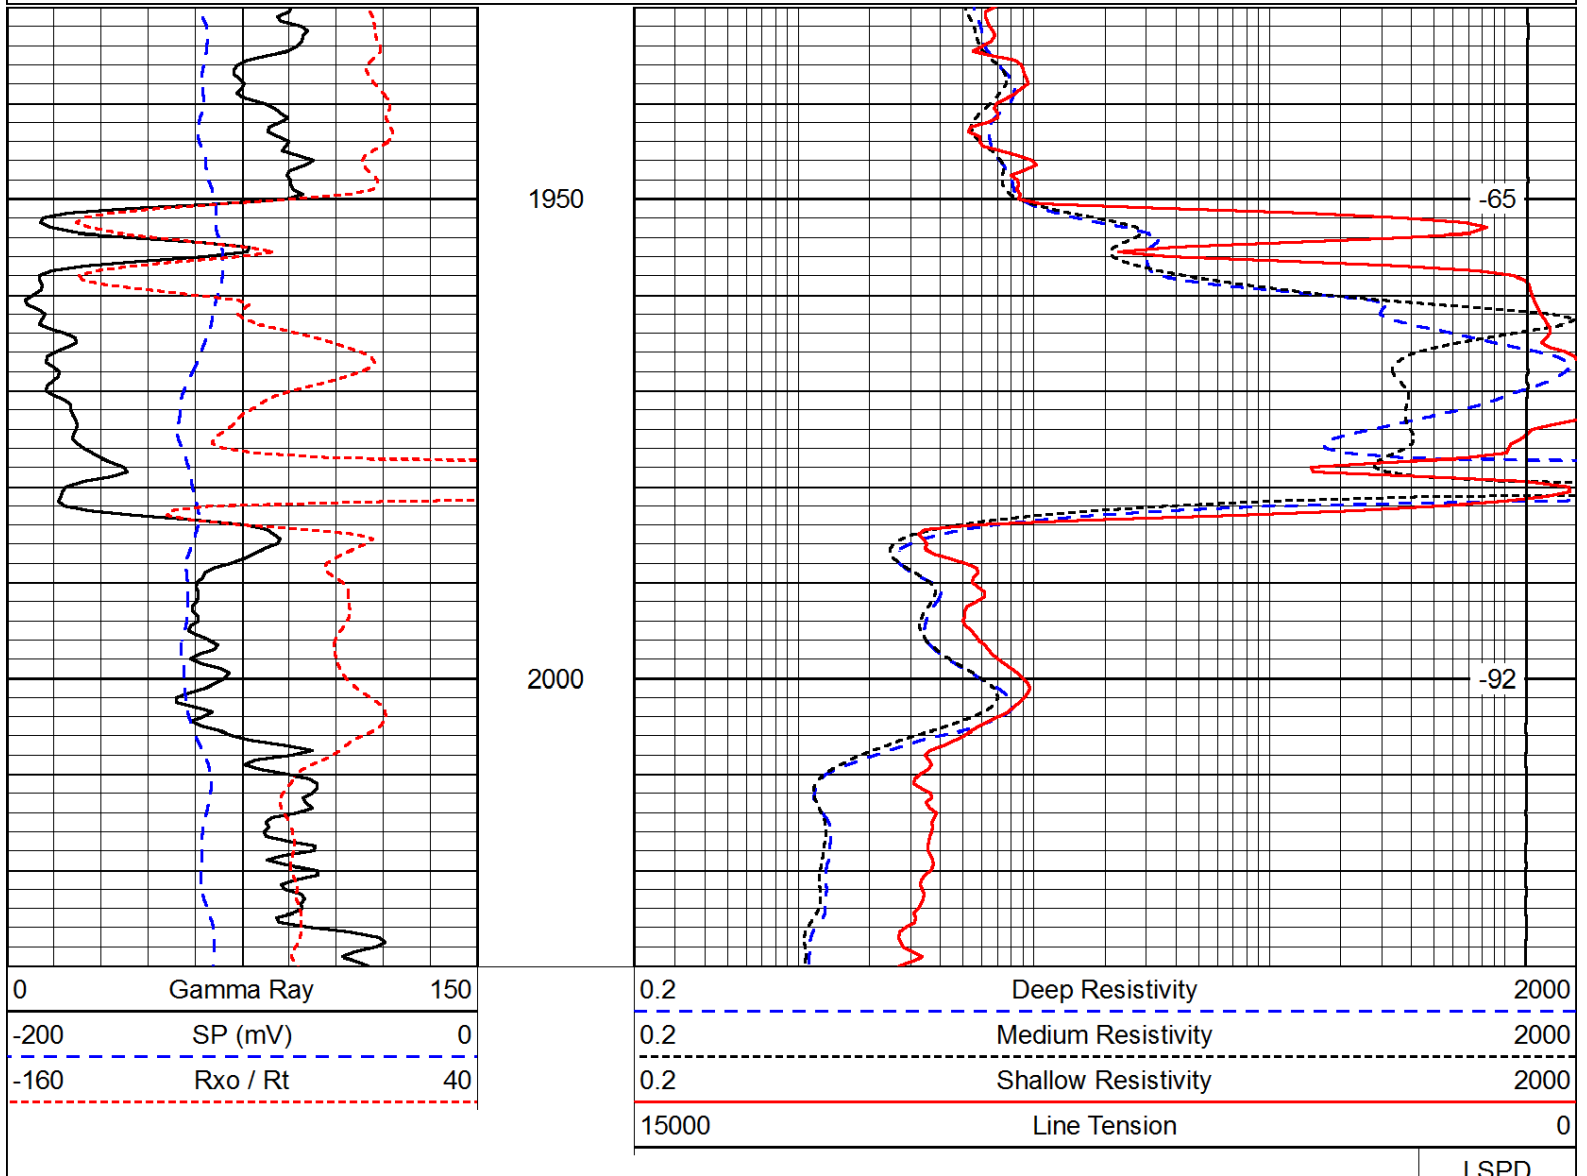 1950
-65
2000
-92
0 Gamma Ray 150
-200 SP (mV) 0
-160 Rxo / Rt 40
0.2 Deep Resistivity 2000
0.2 Medium Resistivity 2000
0.2 Shallow Resistivity 2000
15000 Line Tension 0
LSPD